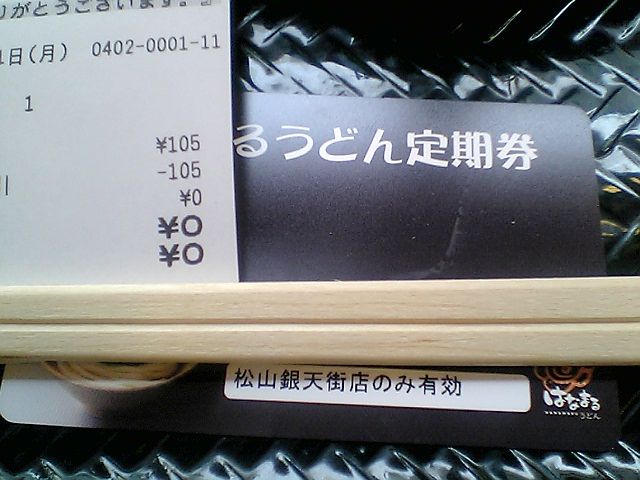 りがとうございます。』
1日(月) 0402-0001-11
1
¥105
-105
¥0
¥0
¥0
るうどん定期券
松山銀天街店のみ有効
はなまる
うどん